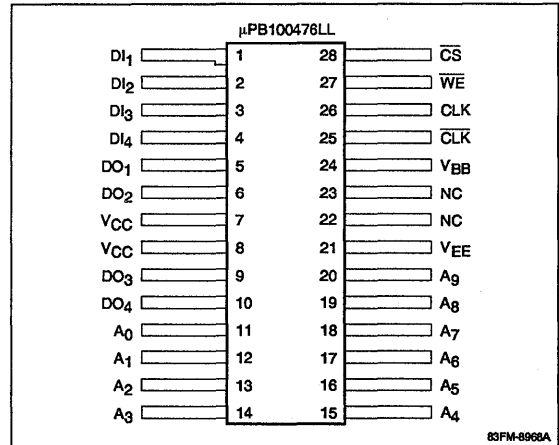 µPB100476LL
DI1 1 28 CS
DI2 2 27 WE
DI3 3 26 CLK
DI4 4 25 CLK
DO1 5 24 VBB
DO2 6 23 NC
VCC 7 22 NC
VCC 8 21 VEE
DO3 9 20 A9
DO4 10 19 A8
A0 11 18 A7
A1 12 17 A6
A2 13 16 A5
A3 14 15 A4
83FM-8968A